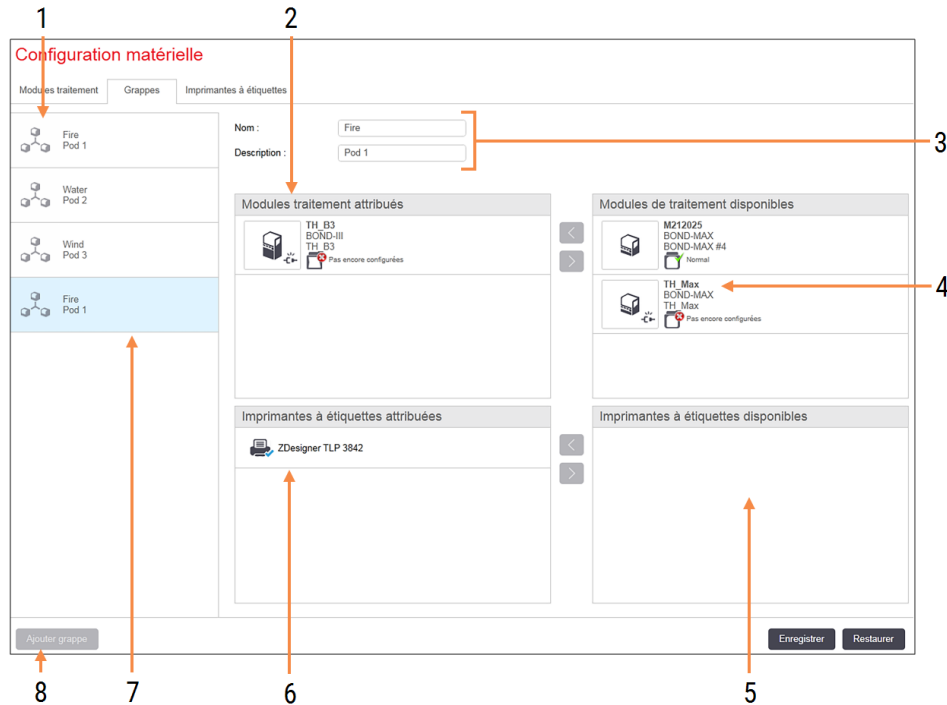 1
2
Configuration matérielle
Modules traitement
Grappes
Imprimantes à étiquettes
Fire
Pod 1
Water
Pod 2
Wind
Pod 3
Fire
Pod 1
Nom :
Fire
Description :
Pod 1
3
Modules traitement attribués
TH_B3
BOND-III
TH_B3
Pas encore configurées
<
>
Modules de traitement disponibles
M212025
BOND-MAX
BOND-MAX #4
Normal
TH_Max
BOND-MAX
TH_Max
Pas encore configurées
4
Imprimantes à étiquettes attribuées
ZDesigner TLP 3842
<
>
Imprimantes à étiquettes disponibles
Ajouter grappe
Enregistrer
Restaurer
8
7
6
5